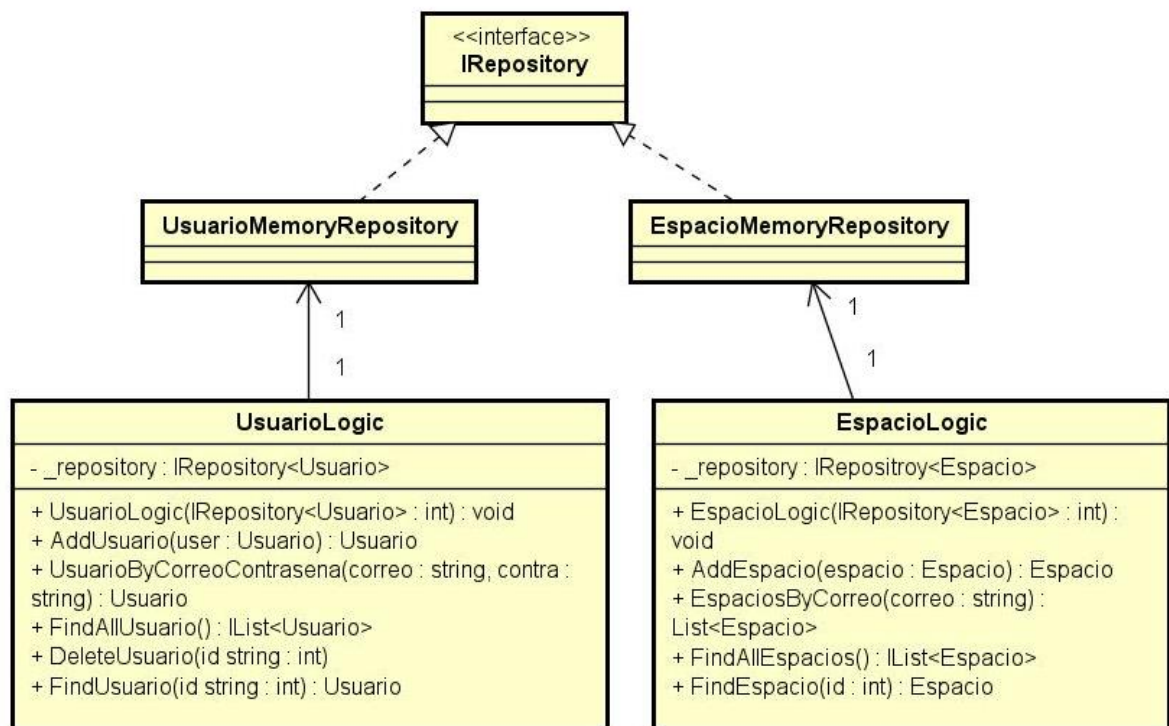 <<interface>>
IRepository
UsuarioMemoryRepository
EspacioMemoryRepository
1
1
1
1
UsuarioLogic
- _repository : IRepository<Usuario>
+ UsuarioLogic(IRepository<Usuario> : int) : void
+ AddUsuario(user : Usuario) : Usuario
+ UsuarioByCorreoContrasena(correo : string, contra :
string) : Usuario
+ FindAllUsuario() : IList<Usuario>
+ DeleteUsuario(id string : int)
+ FindUsuario(id string : int) : Usuario
EspacioLogic
- _repository : IRepositroy<Espacio>
+ EspacioLogic(IRepository<Espacio> : int) :
void
+ AddEspacio(espacio : Espacio) : Espacio
+ EspaciosByCorreo(correo : string) :
List<Espacio>
+ FindAllEspacios() : IList<Espacio>
+ FindEspacio(id : int) : Espacio